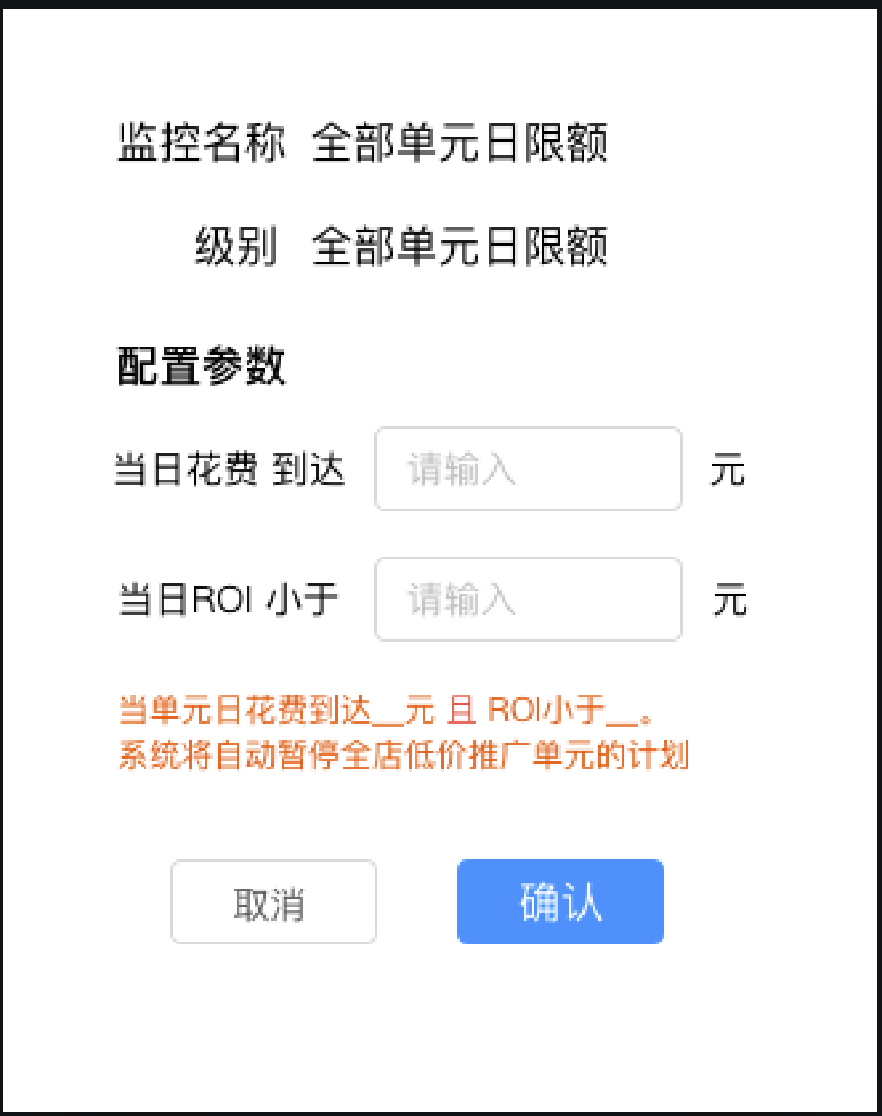 监控名称 全部单元日限额
级别 全部单元日限额
配置参数
当日花费 到达 请输入 元
当日ROI 小于 请输入 元
当单元日花费到达__元 且 ROI小于__。
系统将自动暂停全店低价推广单元的计划
取消 确认